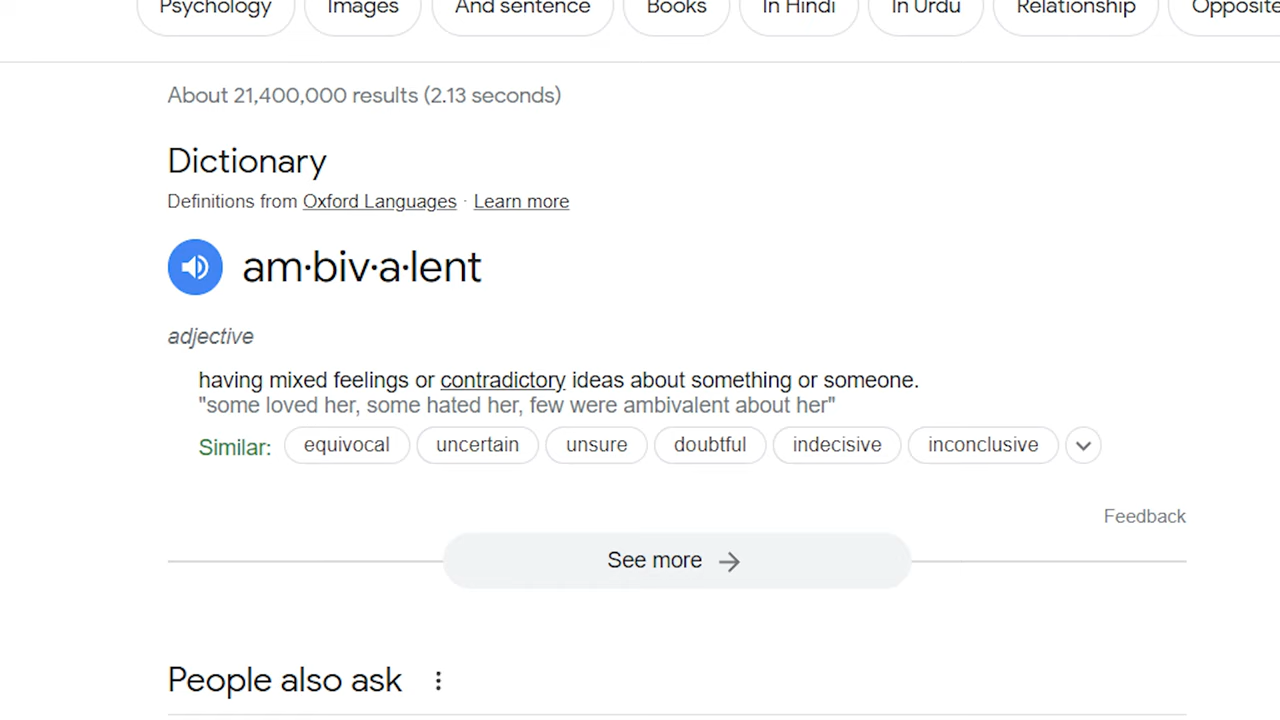 Psychology Images And sentence Books In Hindi In Urdu Relationship Opposite
About 21,400,000 results (2.13 seconds)
Dictionary
Definitions from Oxford Languages · Learn more
am·biv·a·lent
adjective
having mixed feelings or contradictory ideas about something or someone.
"some loved her, some hated her, few were ambivalent about her"
Similar: equivocal uncertain unsure doubtful indecisive inconclusive
Feedback
See more
People also ask